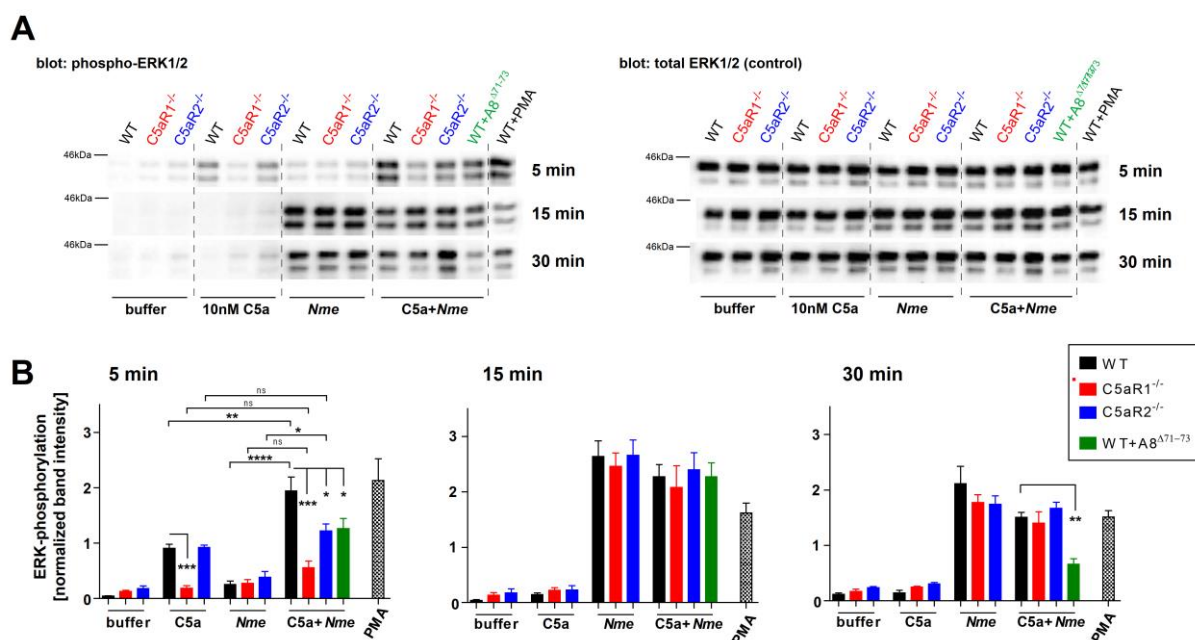 A
blot: phospho-ERK1/2
blot: total ERK1/2 (control)
WT C5aR1-/- C5aR2-/- WT C5aR1-/- C5aR2-/- WT C5aR1-/- C5aR2-/- WT C5aR1-/- C5aR2-/- WT+A8Δ71-73 WT+PMA
WT C5aR1-/- C5aR2-/- WT C5aR1-/- C5aR2-/- WT C5aR1-/- C5aR2-/- WT C5aR1-/- C5aR2-/- WT+PMA
46kDa 5 min
46kDa 15 min
46kDa 30 min
buffer 10nM C5a Nme C5a+Nme
46kDa 5 min
46kDa 15 min
46kDa 30 min
buffer 10nM C5a Nme C5a+Nme
B
5 min
ERK-phosphorylation
[normalized band intensity]
3
2
1
0
ns
ns
**
*
ns
****
***
***
*
*
buffer C5a Nme C5a+Nme PMA
15 min
3
2
1
0
buffer C5a Nme C5a+Nme PMA
30 min
3
2
1
0
**
buffer C5a Nme C5a+Nme PMA
WT
C5aR1-/-
C5aR2-/-
WT+A8Δ71-73